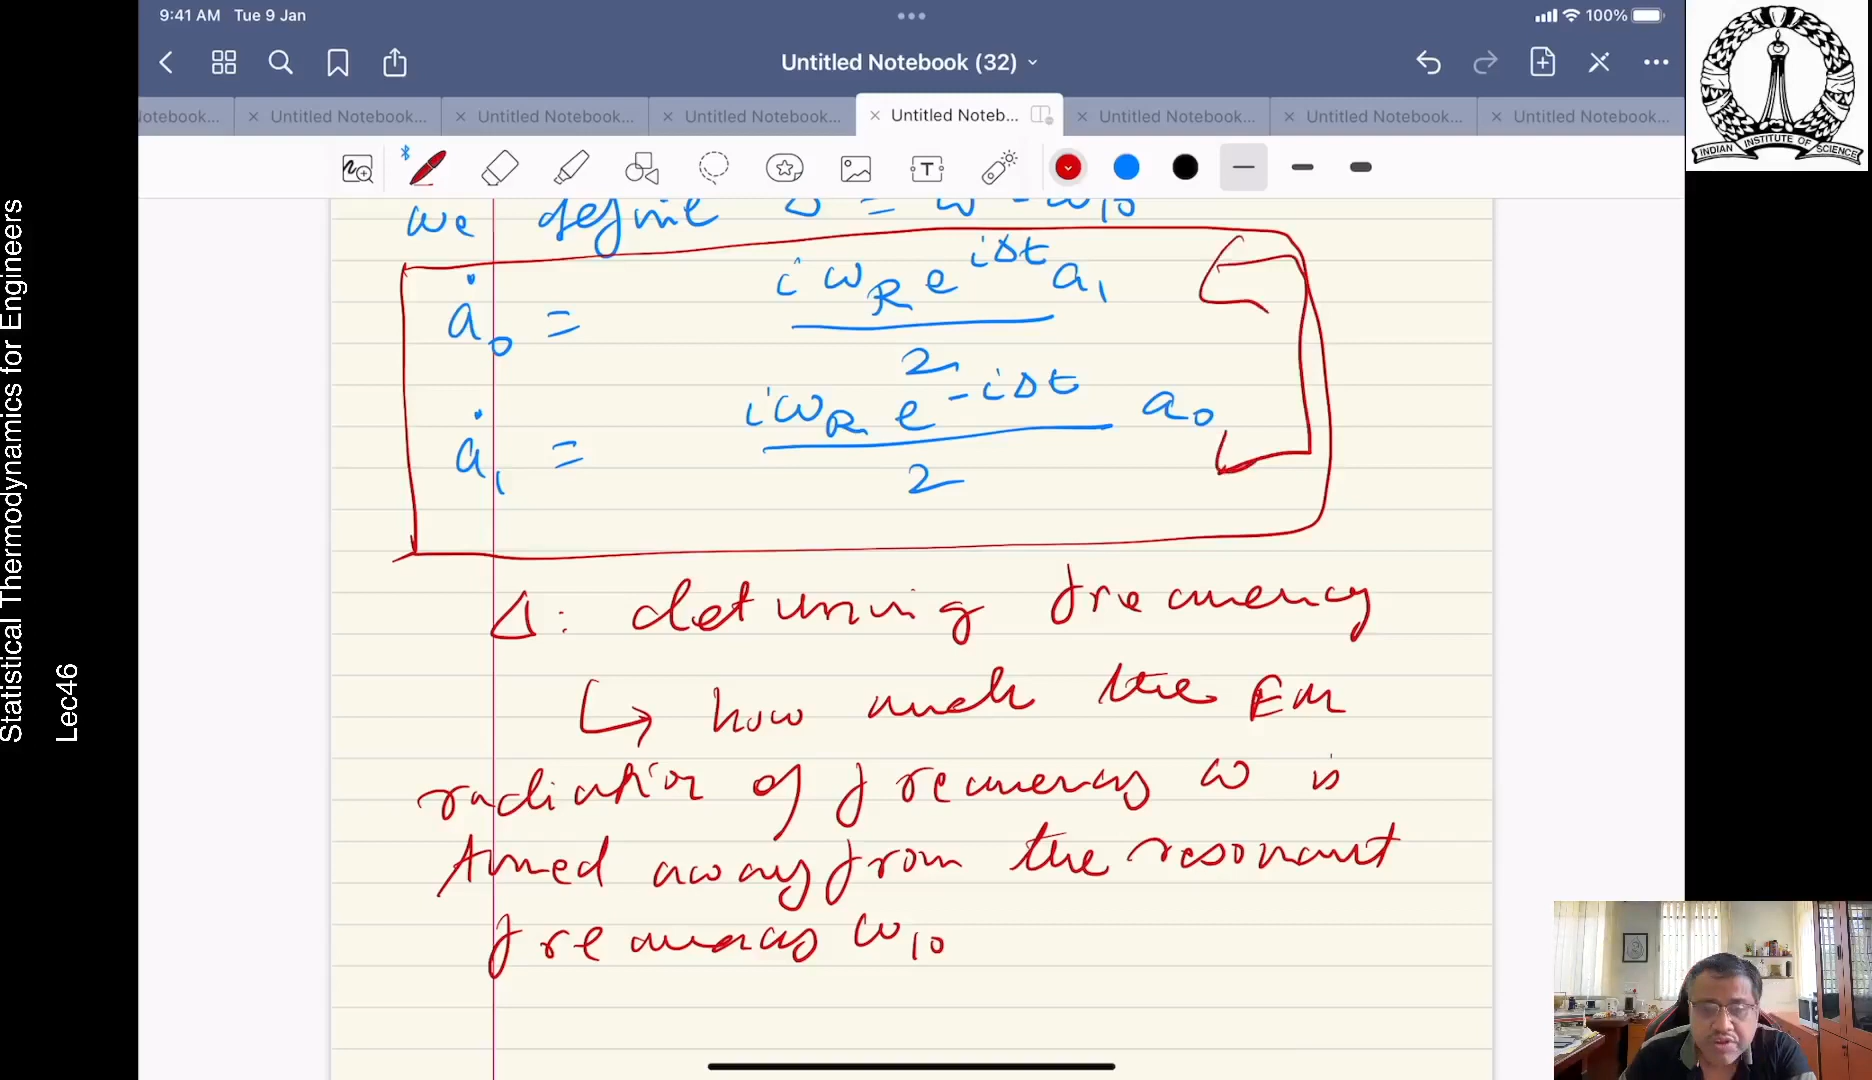 9:41 AM Tue 9 Jan
100%
Untitled Notebook (32)
otebook...
Untitled Notebook...
Untitled Notebook...
Untitled Notebook...
Untitled Noteb...
Untitled Notebook...
Untitled Notebook...
Untitled Notebook...
T
INDIAN INSTITUTE OF SCIENCE
Statistical Thermodynamics for Engineers
Lec46
we define Δ = ω - ω₁₀
ȧ₀ = iω_R e^{iΔt} a₁ / 2
ȧ₁ = iω_R e^{-iΔt} / 2 a₀
Δ: detuning frequency
↳ how much the EM
radiation of frequency ω is
tuned away from the resonant
frequency ω₁₀